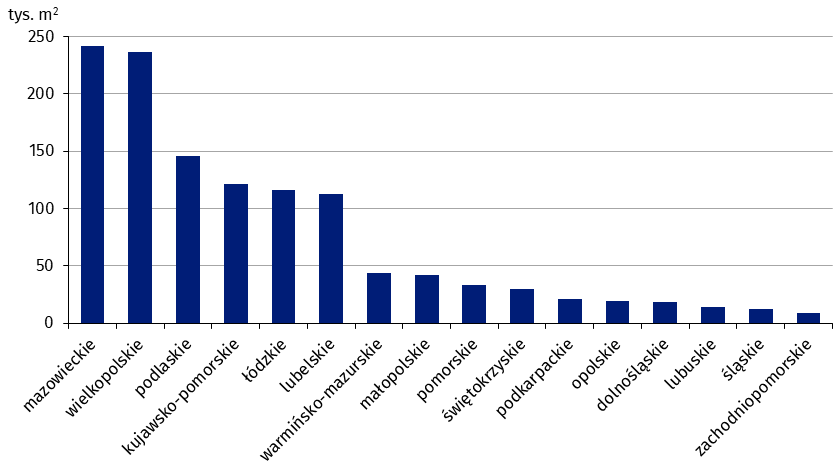 tys. m²
250
200
150
100
50
0
mazowieckie
wielkopolskie
podlaskie
kujawsko-pomorskie
łódzkie
lubelskie
warmińsko-mazurskie
małopolskie
pomorskie
świętokrzyskie
podkarpackie
opolskie
dolnośląskie
lubuskie
śląskie
zachodniopomorskie